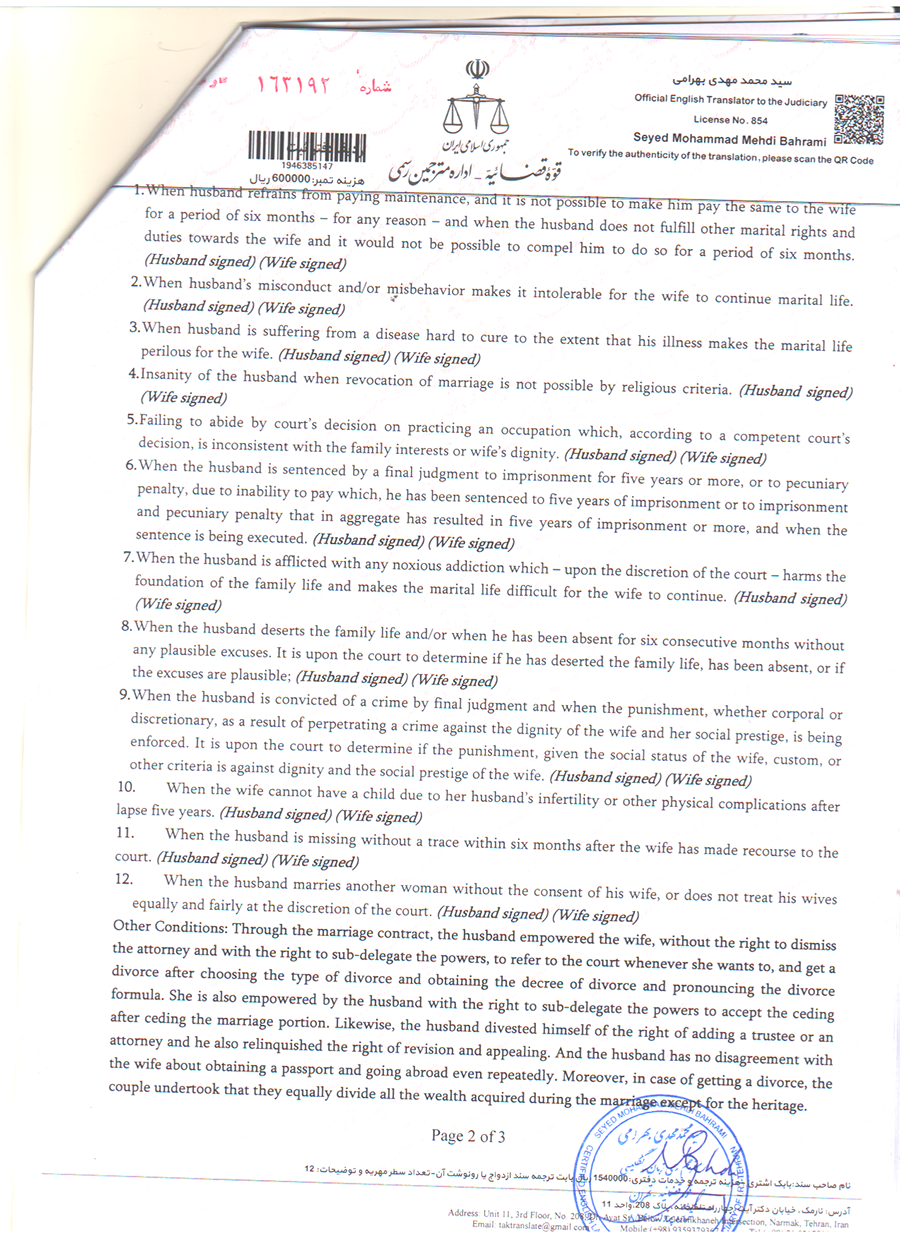 شماره ۱۶۳۱۹۲
1946385147
هزینه تمبر: 600000 ریال
جمهوری اسلامی ایران
قوّۀ قضائیّه - اداره مترجمین رسمی
سید محمد مهدی بهرامی
Official English Translator to the Judiciary
License No. 854
Seyed Mohammad Mehdi Bahrami
To verify the authenticity of the translation, please scan the QR Code
1.When husband refrains from paying maintenance, and it is not possible to make him pay the same to the wife
for a period of six months – for any reason – and when the husband does not fulfill other marital rights and
duties towards the wife and it would not be possible to compel him to do so for a period of six months.
(Husband signed) (Wife signed)
2.When husband's misconduct and/or misbehavior makes it intolerable for the wife to continue marital life.
(Husband signed) (Wife signed)
3.When husband is suffering from a disease hard to cure to the extent that his illness makes the marital life
perilous for the wife. (Husband signed) (Wife signed)
4.Insanity of the husband when revocation of marriage is not possible by religious criteria. (Husband signed)
(Wife signed)
5.Failing to abide by court's decision on practicing an occupation which, according to a competent court's
decision, is inconsistent with the family interests or wife's dignity. (Husband signed) (Wife signed)
6.When the husband is sentenced by a final judgment to imprisonment for five years or more, or to pecuniary
penalty, due to inability to pay which, he has been sentenced to five years of imprisonment or to imprisonment
and pecuniary penalty that in aggregate has resulted in five years of imprisonment or more, and when the
sentence is being executed. (Husband signed) (Wife signed)
7.When the husband is afflicted with any noxious addiction which – upon the discretion of the court – harms the
foundation of the family life and makes the marital life difficult for the wife to continue. (Husband signed)
(Wife signed)
8.When the husband deserts the family life and/or when he has been absent for six consecutive months without
any plausible excuses. It is upon the court to determine if he has deserted the family life, has been absent, or if
the excuses are plausible; (Husband signed) (Wife signed)
9.When the husband is convicted of a crime by final judgment and when the punishment, whether corporal or
discretionary, as a result of perpetrating a crime against the dignity of the wife and her social prestige, is being
enforced. It is upon the court to determine if the punishment, given the social status of the wife, custom, or
other criteria is against dignity and the social prestige of the wife. (Husband signed) (Wife signed)
10. When the wife cannot have a child due to her husband's infertility or other physical complications after
lapse five years. (Husband signed) (Wife signed)
11. When the husband is missing without a trace within six months after the wife has made recourse to the
court. (Husband signed) (Wife signed)
12. When the husband marries another woman without the consent of his wife, or does not treat his wives
equally and fairly at the discretion of the court. (Husband signed) (Wife signed)
Other Conditions: Through the marriage contract, the husband empowered the wife, without the right to dismiss
the attorney and with the right to sub-delegate the powers, to refer to the court whenever she wants to, and get a
divorce after choosing the type of divorce and obtaining the decree of divorce and pronouncing the divorce
formula. She is also empowered by the husband with the right to sub-delegate the powers to accept the ceding
after ceding the marriage portion. Likewise, the husband divested himself of the right of adding a trustee or an
attorney and he also relinquished the right of revision and appealing. And the husband has no disagreement with
the wife about obtaining a passport and going abroad even repeatedly. Moreover, in case of getting a divorce, the
couple undertook that they equally divide all the wealth acquired during the marriage except for the heritage.
Page 2 of 3
SEYED MOHAMMAD MEHDI BAHRAMI
نام صاحب سند: بابک اشتری هزینه ترجمه و خدمات دفتری: 1540000 ریال بابت ترجمه سند ازدواج یا رونوشت آن-تعداد سطر مهریه و توضیحات: 12
آدرس: نارمک، خیابان دکتر آیت، پلاک 208، واحد 11
Address: Unit 11, 3rd Floor, No. 208, Ayat St., Narmak, Tehran, Iran
Email: taktranslate@gmail.com Mobile (+98)